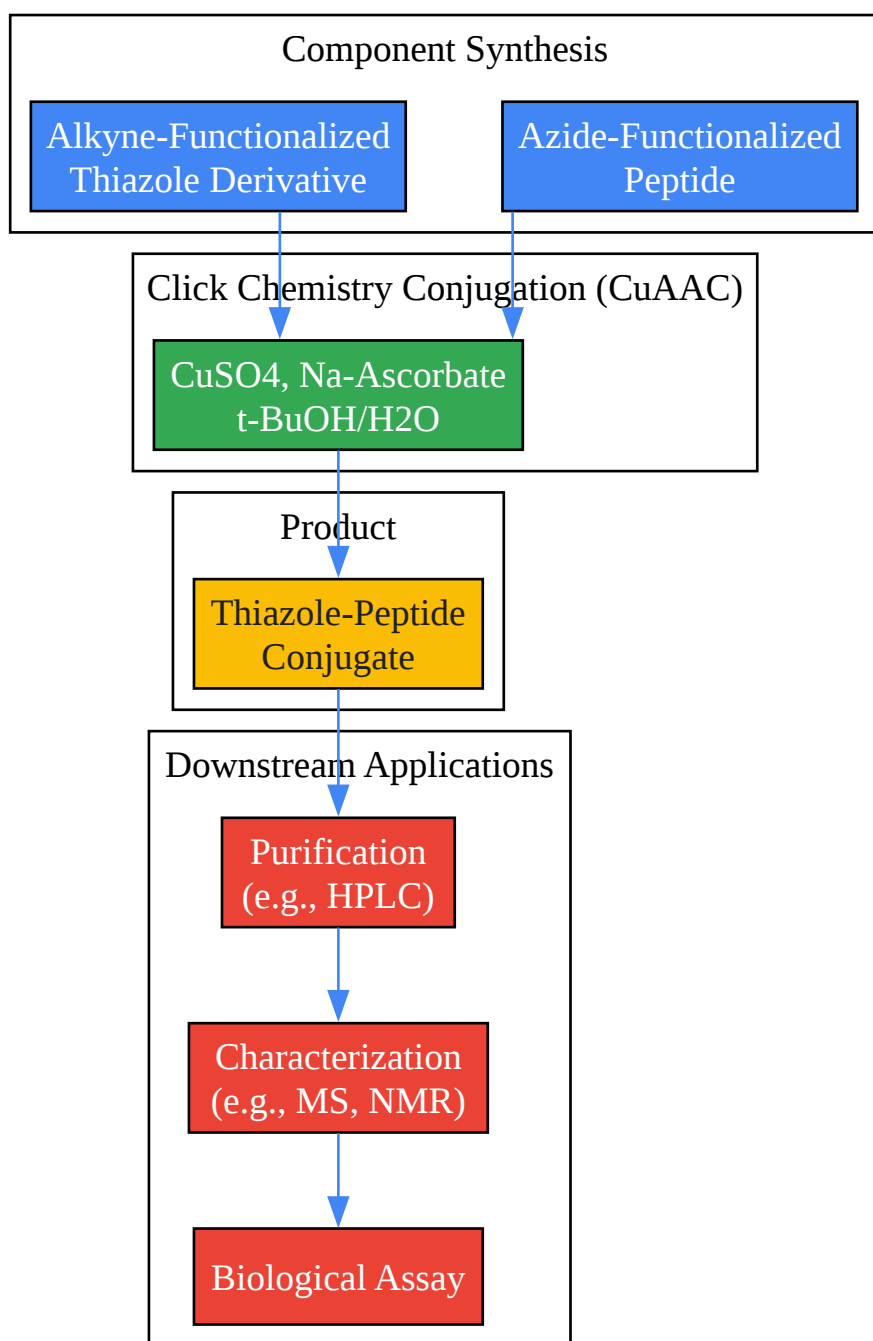 Component Synthesis
Alkyne-Functionalized
Thiazole Derivative
Azide-Functionalized
Peptide
Click Chemistry Conjugation (CuAAC)
CuSO4, Na-Ascorbate
t-BuOH/H2O
Product
Thiazole-Peptide
Conjugate
Downstream Applications
Purification
(e.g., HPLC)
Characterization
(e.g., MS, NMR)
Biological Assay